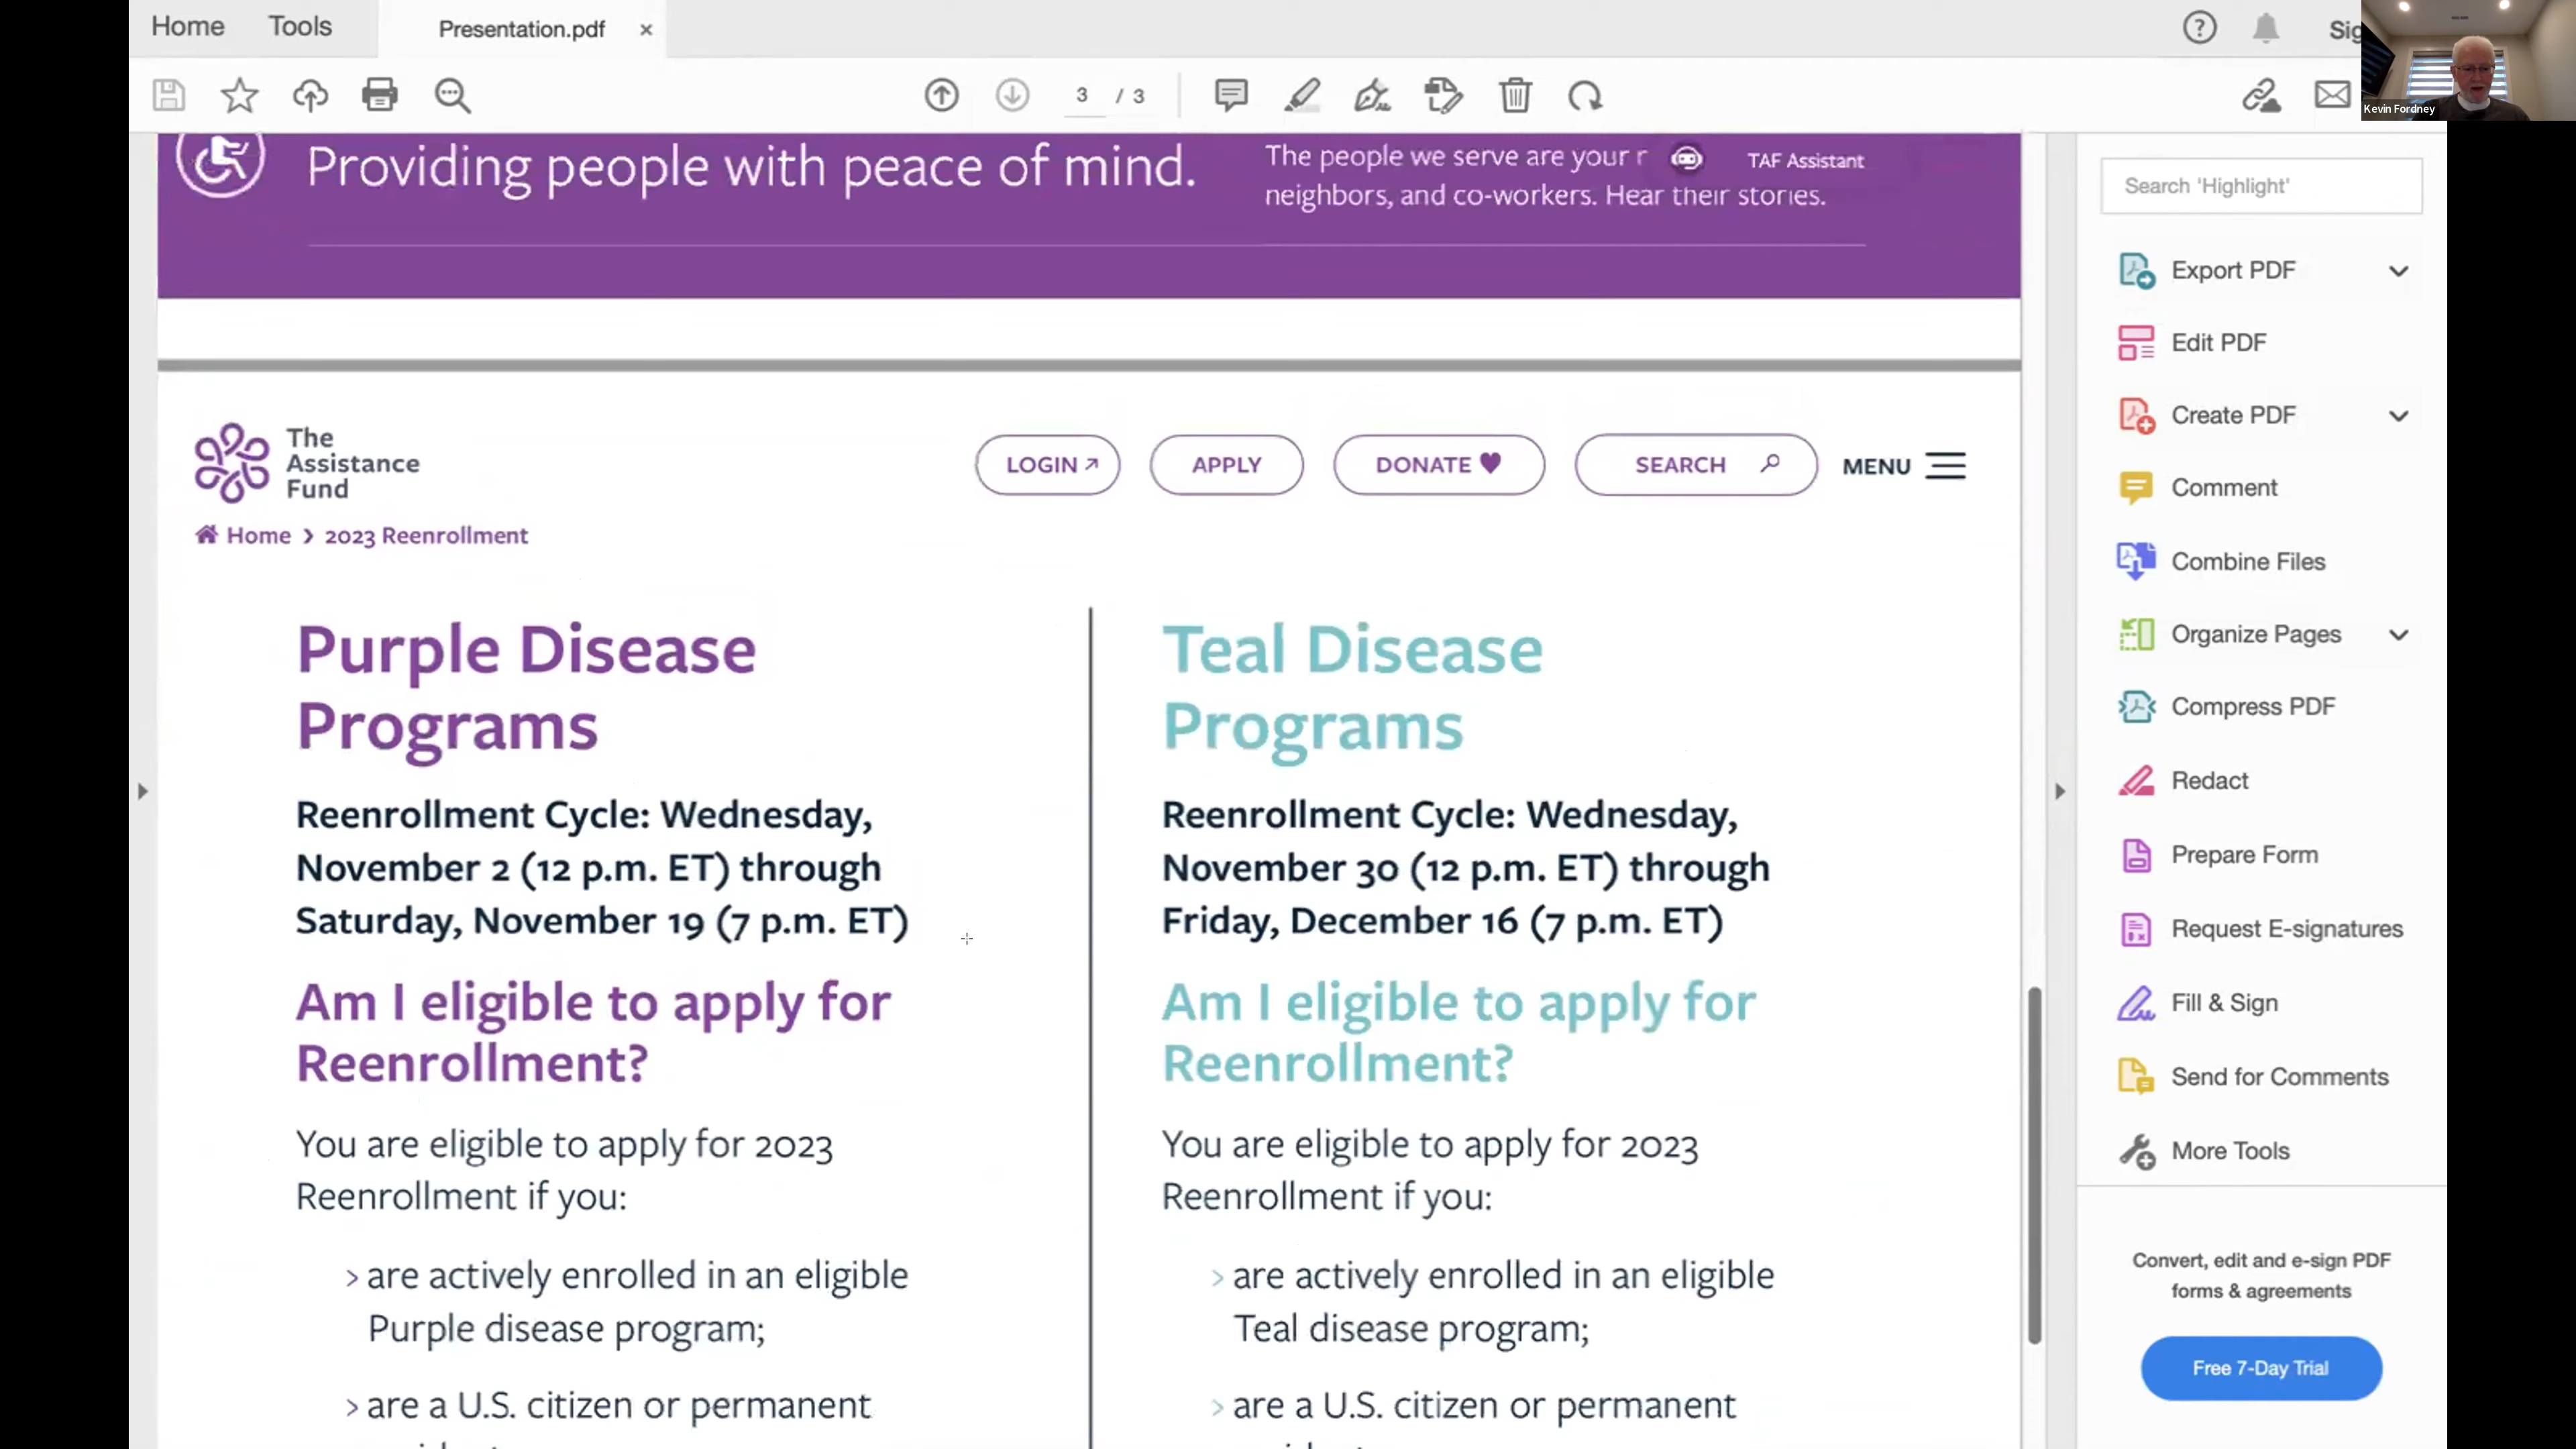 Home Tools Presentation.pdf ×
Kevin Fordney
3 / 3
Providing people with peace of mind.
The people we serve are your
TAF Assistant
neighbors, and co-workers. Hear their stories.
The
Assistance
Fund
LOGIN
APPLY
DONATE
SEARCH
MENU
Home > 2023 Reenrollment
Purple Disease
Programs
Reenrollment Cycle: Wednesday,
November 2 (12 p.m. ET) through
Saturday, November 19 (7 p.m. ET)
Am I eligible to apply for
Reenrollment?
You are eligible to apply for 2023
Reenrollment if you:
> are actively enrolled in an eligible
Purple disease program;
> are a U.S. citizen or permanent
Teal Disease
Programs
Reenrollment Cycle: Wednesday,
November 30 (12 p.m. ET) through
Friday, December 16 (7 p.m. ET)
Am I eligible to apply for
Reenrollment?
You are eligible to apply for 2023
Reenrollment if you:
> are actively enrolled in an eligible
Teal disease program;
> are a U.S. citizen or permanent
Search 'Highlight'
Export PDF
Edit PDF
Create PDF
Comment
Combine Files
Organize Pages
Compress PDF
Redact
Prepare Form
Request E-signatures
Fill & Sign
Send for Comments
More Tools
Convert, edit and e-sign PDF
forms & agreements
Free 7-Day Trial